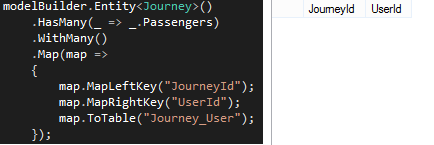 modelBuilder.Entity<Journey>()
.HasMany(_ => _.Passengers)
.WithMany()
.Map(map =>
{
map.MapLeftKey("JourneyId");
map.MapRightKey("UserId");
map.ToTable("Journey_User");
});
JourneyId UserId